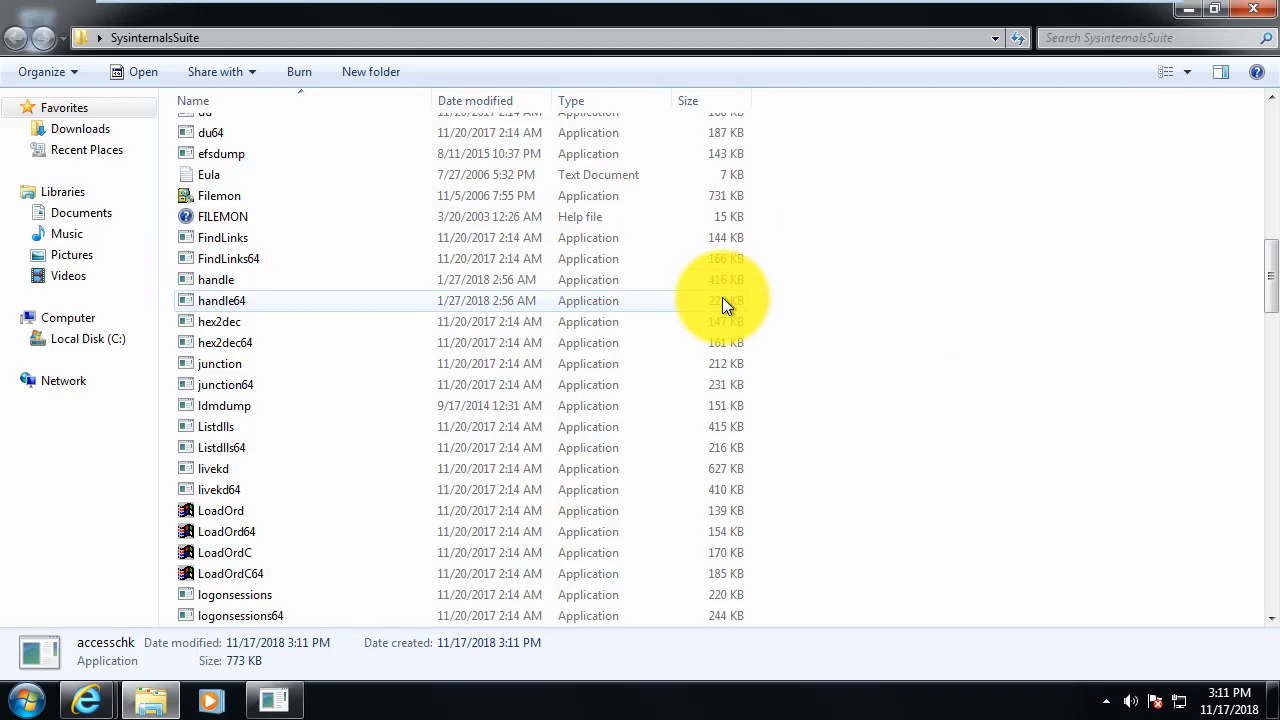 SysinternalsSuite
Search SysinternalsSuite
Organize Open Share with Burn New folder
Name Date modified Type Size
Favorites
Downloads
Recent Places
Libraries
Documents
Music
Pictures
Videos
Computer
Local Disk (C:)
Network
du 11/20/2017 2:14 AM Application KB
du64 11/20/2017 2:14 AM Application 187 KB
efsdump 8/11/2015 10:37 PM Application 143 KB
Eula 7/27/2006 5:32 PM Text Document 7 KB
Filemon 11/5/2006 7:55 PM Application 731 KB
FILEMON 3/20/2003 12:26 AM Help file 15 KB
FindLinks 11/20/2017 2:14 AM Application 144 KB
FindLinks64 11/20/2017 2:14 AM Application 166 KB
handle 1/27/2018 2:56 AM Application 416 KB
handle64 1/27/2018 2:56 AM Application KB
hex2dec 11/20/2017 2:14 AM Application 147 KB
hex2dec64 11/20/2017 2:14 AM Application 161 KB
junction 11/20/2017 2:14 AM Application 212 KB
junction64 11/20/2017 2:14 AM Application 231 KB
ldmdump 9/17/2014 12:31 AM Application 151 KB
Listdlls 11/20/2017 2:14 AM Application 415 KB
Listdlls64 11/20/2017 2:14 AM Application 216 KB
livekd 11/20/2017 2:14 AM Application 627 KB
livekd64 11/20/2017 2:14 AM Application 410 KB
LoadOrd 11/20/2017 2:14 AM Application 139 KB
LoadOrd64 11/20/2017 2:14 AM Application 154 KB
LoadOrdC 11/20/2017 2:14 AM Application 170 KB
LoadOrdC64 11/20/2017 2:14 AM Application 185 KB
logonsessions 11/20/2017 2:14 AM Application 220 KB
logonsessions64 11/20/2017 2:14 AM Application 244 KB
accesschk Date modified: 11/17/2018 3:11 PM Date created: 11/17/2018 3:11 PM
Application Size: 773 KB
3:11 PM
11/17/2018